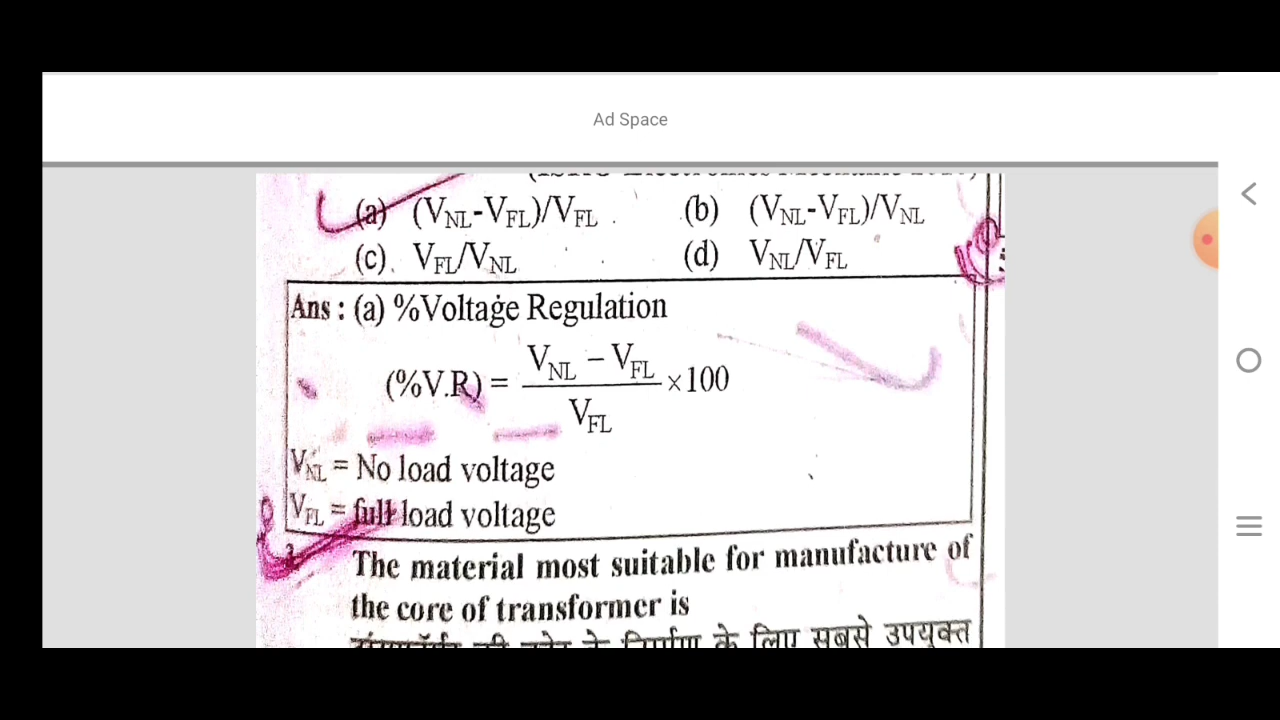 Ad Space
(a) (VNL-VFL)/VFL . (b) (VNL-VFL)/VNL
(c). VFL/VNL (d) VNL/VFL
Ans : (a) %Voltage Regulation
(%V.R) = VNL − VFL / VFL ×100
VNL = No load voltage
VFL = full load voltage
The material most suitable for manufacture of
the core of transformer is
के लिए सबसे उपयुक्त